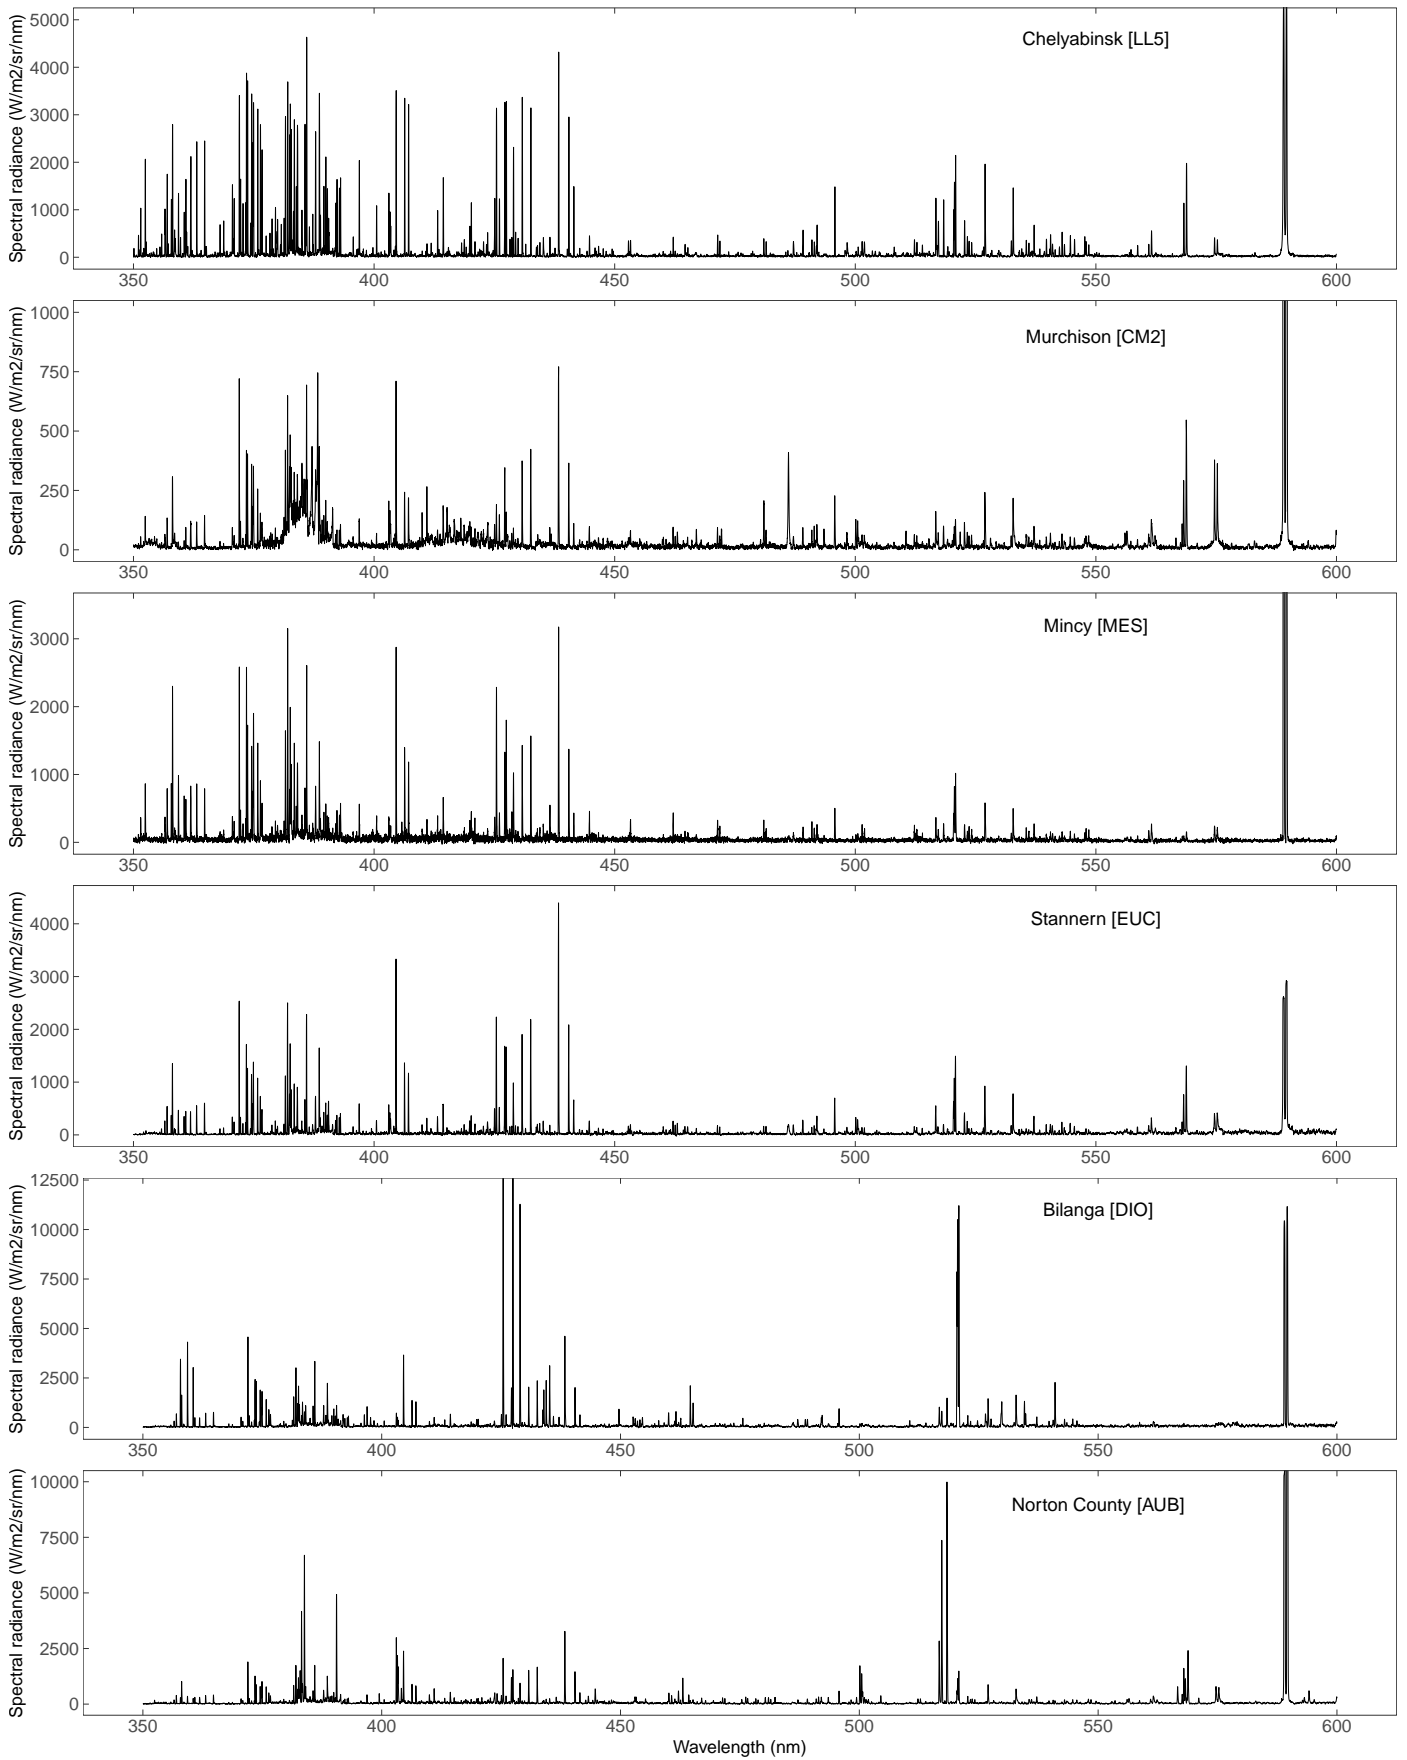 Spectral radiance (W/m2/sr/nm)
Chelyabinsk [LL5]
5000
4000
3000
2000
1000
0
350 400 450 500 550 600
Spectral radiance (W/m2/sr/nm)
Murchison [CM2]
1000
750
500
250
0
350 400 450 500 550 600
Spectral radiance (W/m2/sr/nm)
Mincy [MES]
3000
2000
1000
0
350 400 450 500 550 600
Spectral radiance (W/m2/sr/nm)
Stannern [EUC]
4000
3000
2000
1000
0
350 400 450 500 550 600
Spectral radiance (W/m2/sr/nm)
Bilanga [DIO]
12500
10000
7500
5000
2500
0
350 400 450 500 550 600
Spectral radiance (W/m2/sr/nm)
Norton County [AUB]
10000
7500
5000
2500
0
350 400 450 500 550 600
Wavelength (nm)